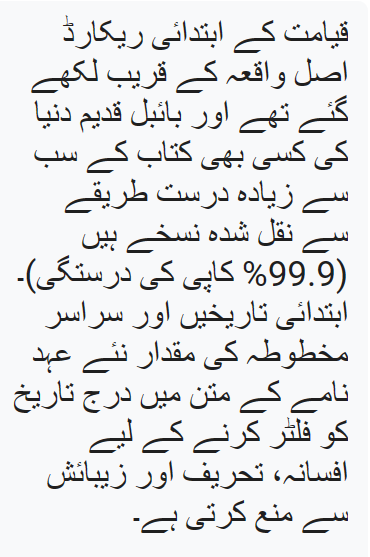 قیامت کے ابتدائی ریکارڈ
اصل واقعہ کے قریب لکھے
گئے تھے اور بائبل قدیم دنیا
کی کسی بھی کتاب کے سب
سے زیادہ درست طریقے
سے نقل شدہ نسخے ہیں
(99.9% کاپی کی درستگی)۔
ابتدائی تاریخیں اور سراسر
مخطوطہ کی مقدار نئے عہد
نامے کے متن میں درج تاریخ
کو فلٹر کرنے کے لیے
افسانہ، تحریف اور زیبائش
سے منع کرتی ہے۔